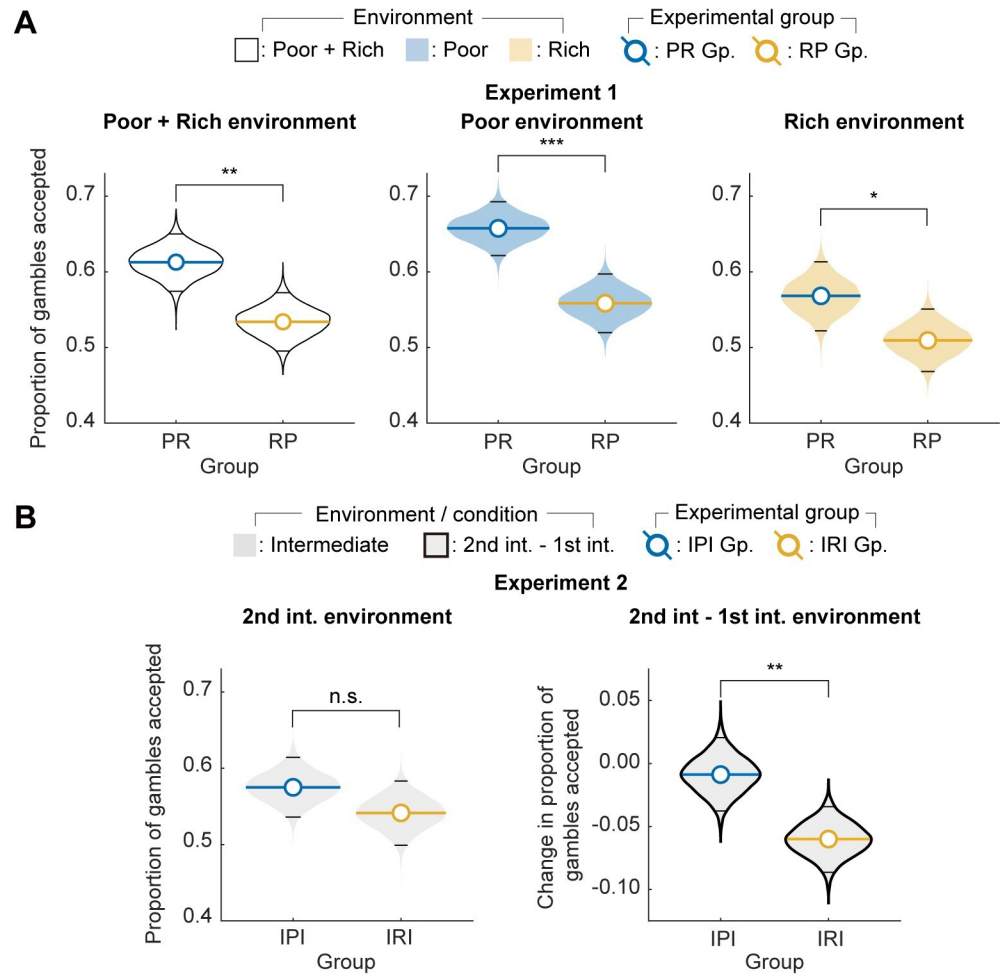 A
Environment
Experimental group
: Poor + Rich : Poor : Rich : PR Gp. : RP Gp.
Experiment 1
Poor + Rich environment
Poor environment
Rich environment
Proportion of gambles accepted
0.7
0.6
0.5
0.4
**
PR RP
Group
0.7
0.6
0.5
0.4
***
PR RP
Group
0.7
0.6
0.5
0.4
*
PR RP
Group
B
Environment / condition
Experimental group
: Intermediate : 2nd int. - 1st int. : IPI Gp. : IRI Gp.
Experiment 2
2nd int. environment
2nd int - 1st int. environment
Proportion of gambles accepted
0.7
0.6
0.5
0.4
n.s.
IPI IRI
Group
Change in proportion of
gambles accepted
0.05
0.00
-0.05
-0.10
**
IPI IRI
Group